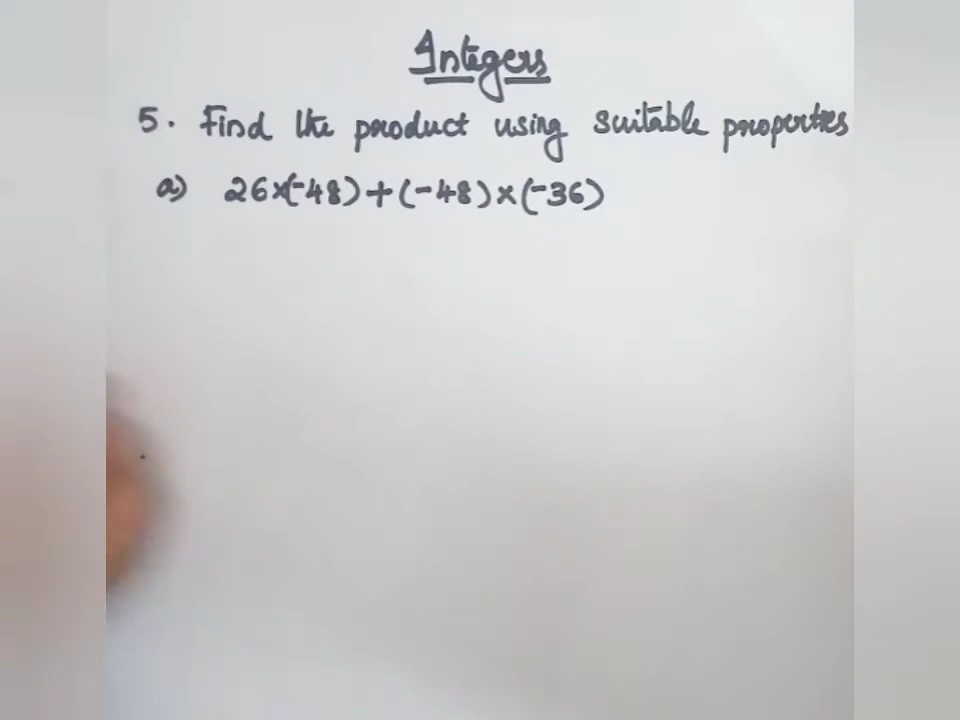 Integers
5. Find the product using suitable properties
a) 26×(-48)+(-48)×(-36)